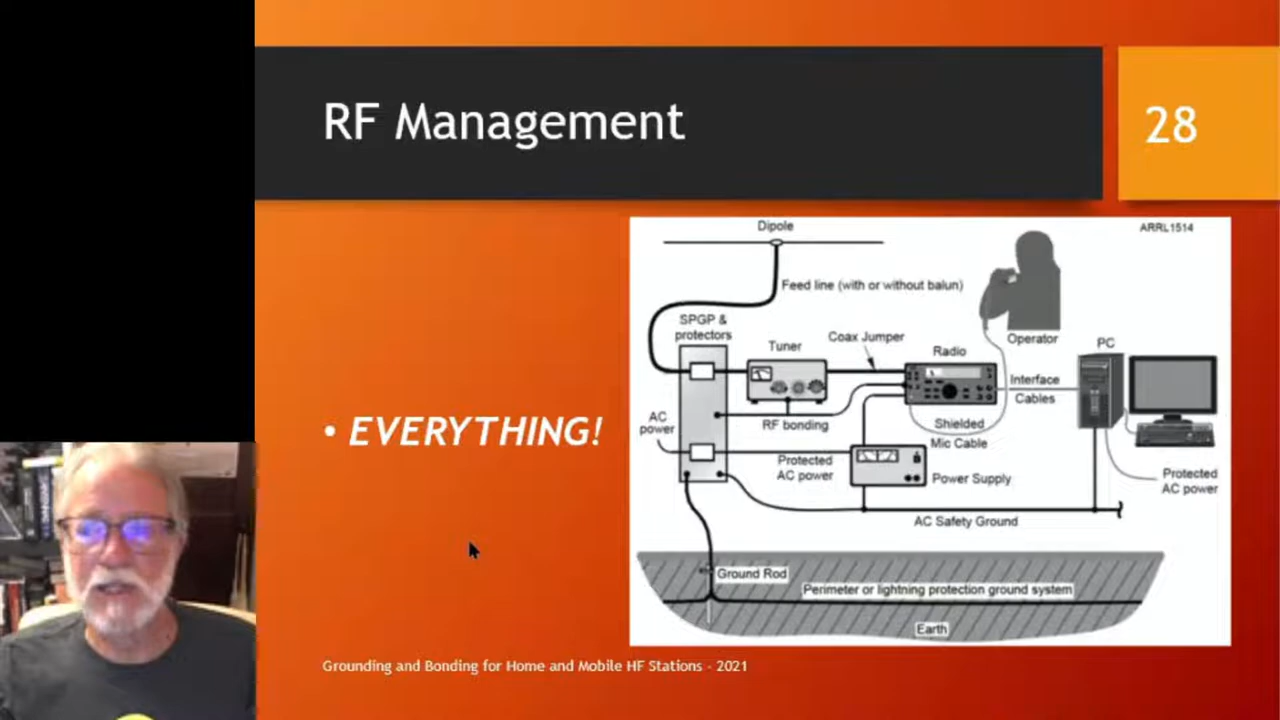 RF Management
28
• EVERYTHING!
Dipole
ARRL1514
Feed line (with or without balun)
SPGP &
protectors
Tuner
Coax Jumper
Radio
Operator
PC
Interface
Cables
AC
power
RF bonding
Shielded
Mic Cable
Protected
AC power
Power Supply
Protected
AC power
AC Safety Ground
Ground Rod
Perimeter or lightning protection ground system
Earth
Grounding and Bonding for Home and Mobile HF Stations - 2021